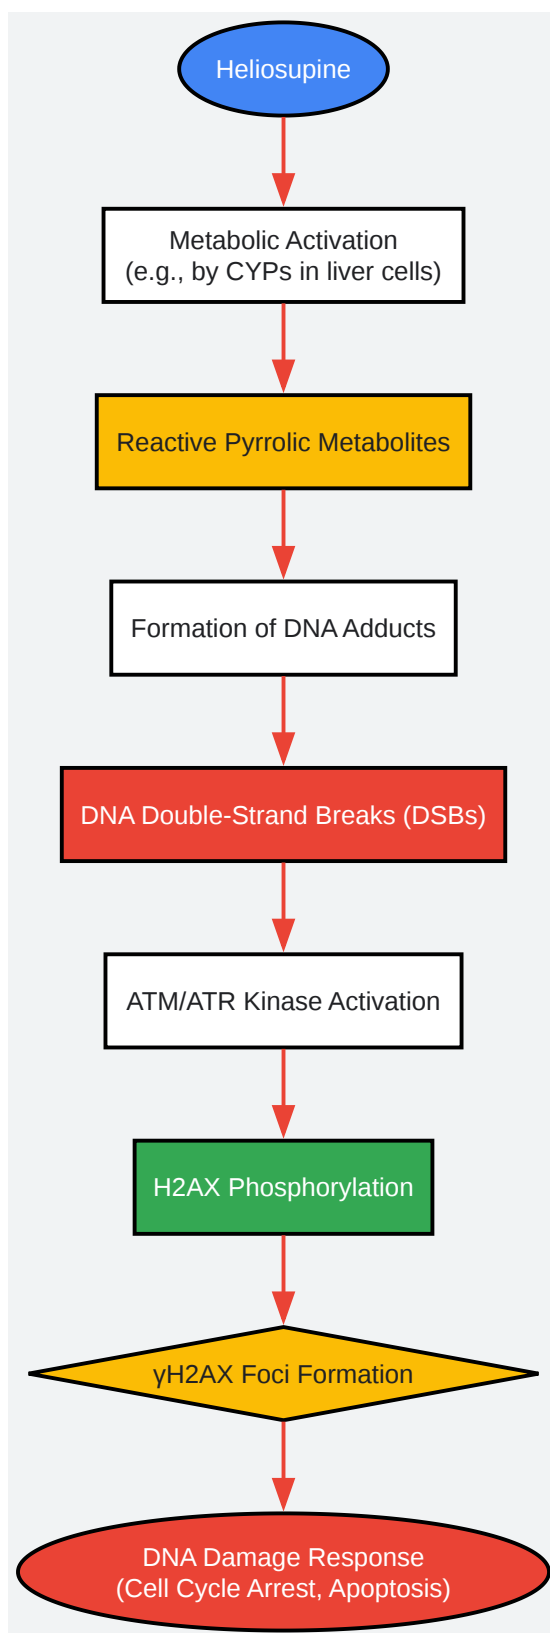 Heliosupine
Metabolic Activation
(e.g., by CYPs in liver cells)
Reactive Pyrrolic Metabolites
Formation of DNA Adducts
DNA Double-Strand Breaks (DSBs)
ATM/ATR Kinase Activation
H2AX Phosphorylation
γH2AX Foci Formation
DNA Damage Response
(Cell Cycle Arrest, Apoptosis)